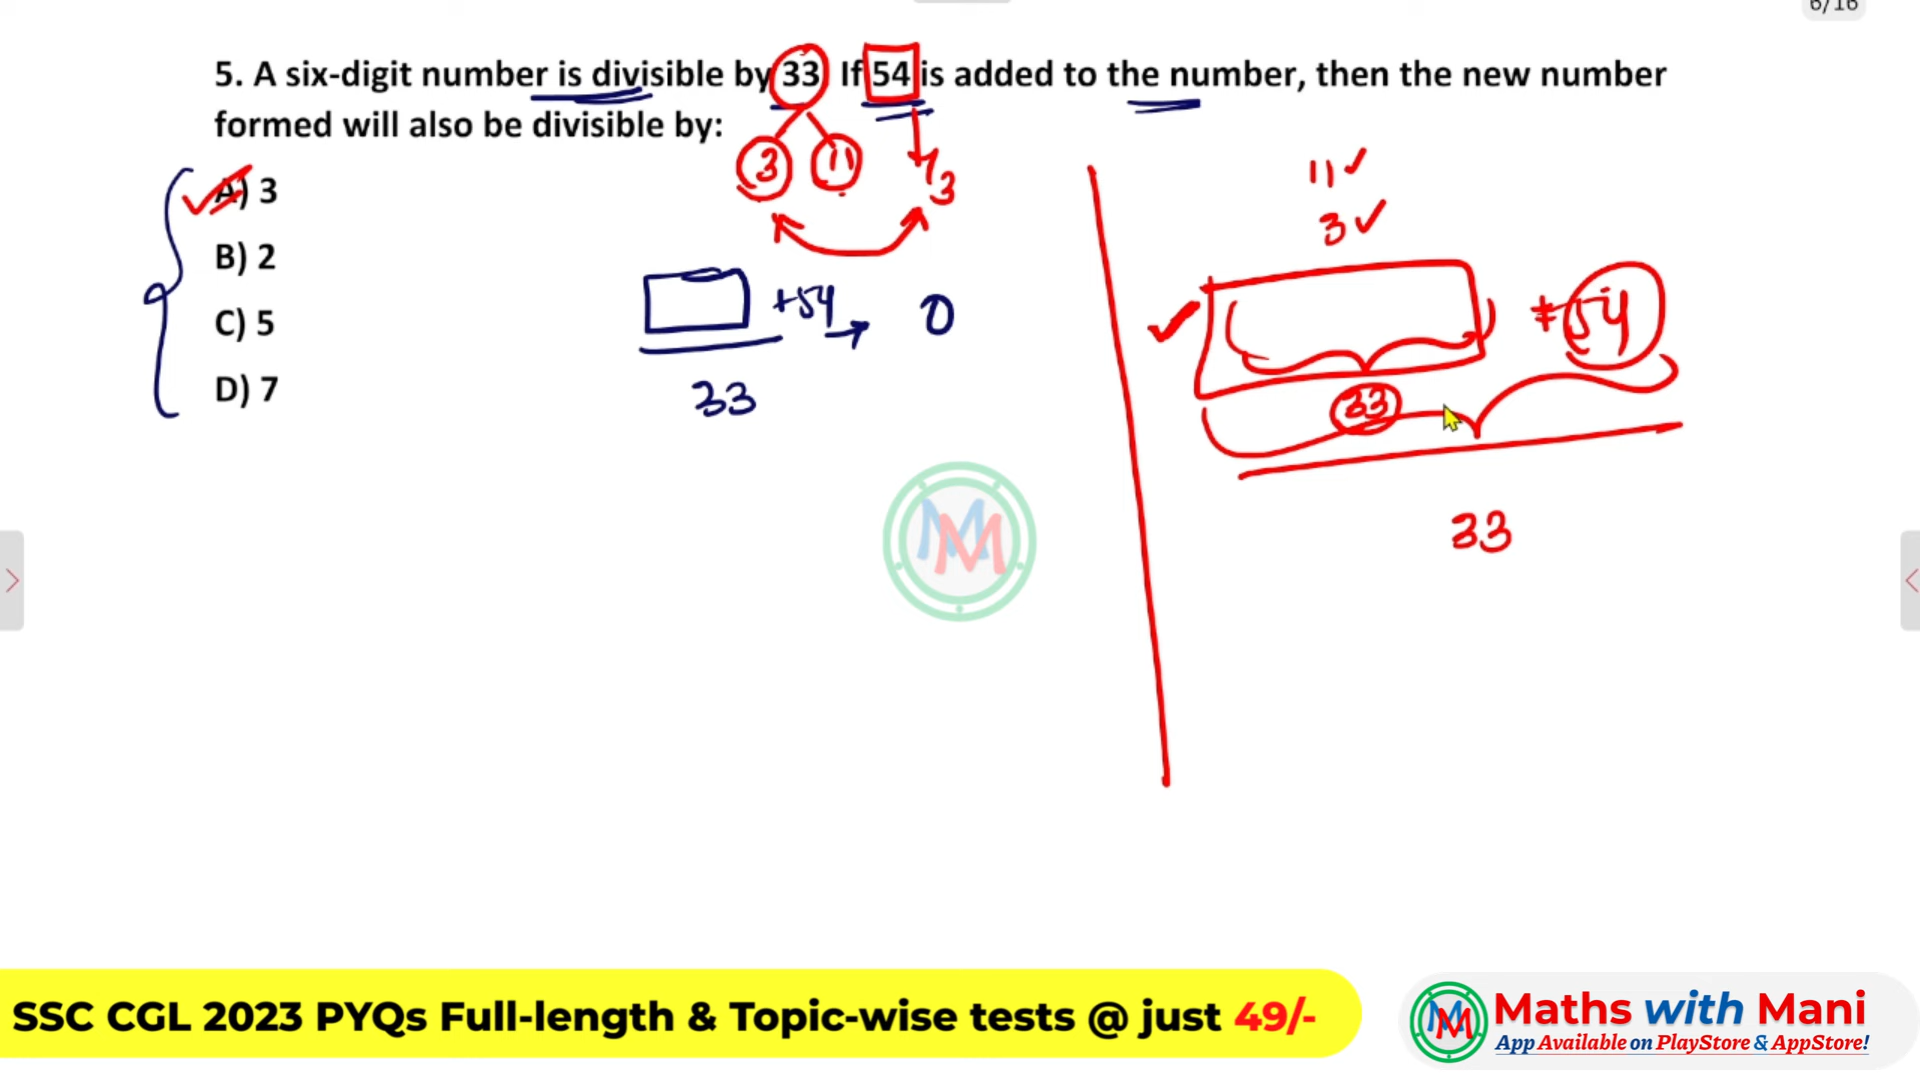 6/16
5. A six-digit number is divisible by 33 If 54 is added to the number, then the new number
formed will also be divisible by:
A) 3
B) 2
C) 5
D) 7
3 11
3
+54 0
33
11 ✓
3 ✓
+54
33
33
MM
SSC CGL 2023 PYQs Full-length & Topic-wise tests @ just 49/-
MM
Maths with Mani
App Available on PlayStore & AppStore!